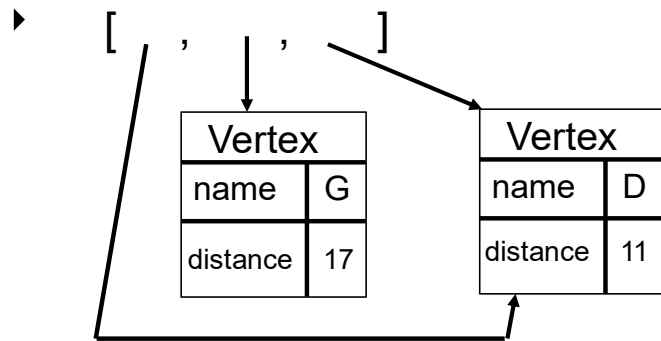 [ , , ]
Vertex
name G
distance 17
Vertex
name D
distance 11